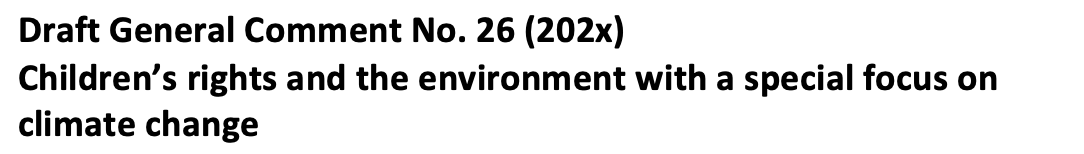 Draft General Comment No. 26 (202x)
Children’s rights and the environment with a special focus on
climate change